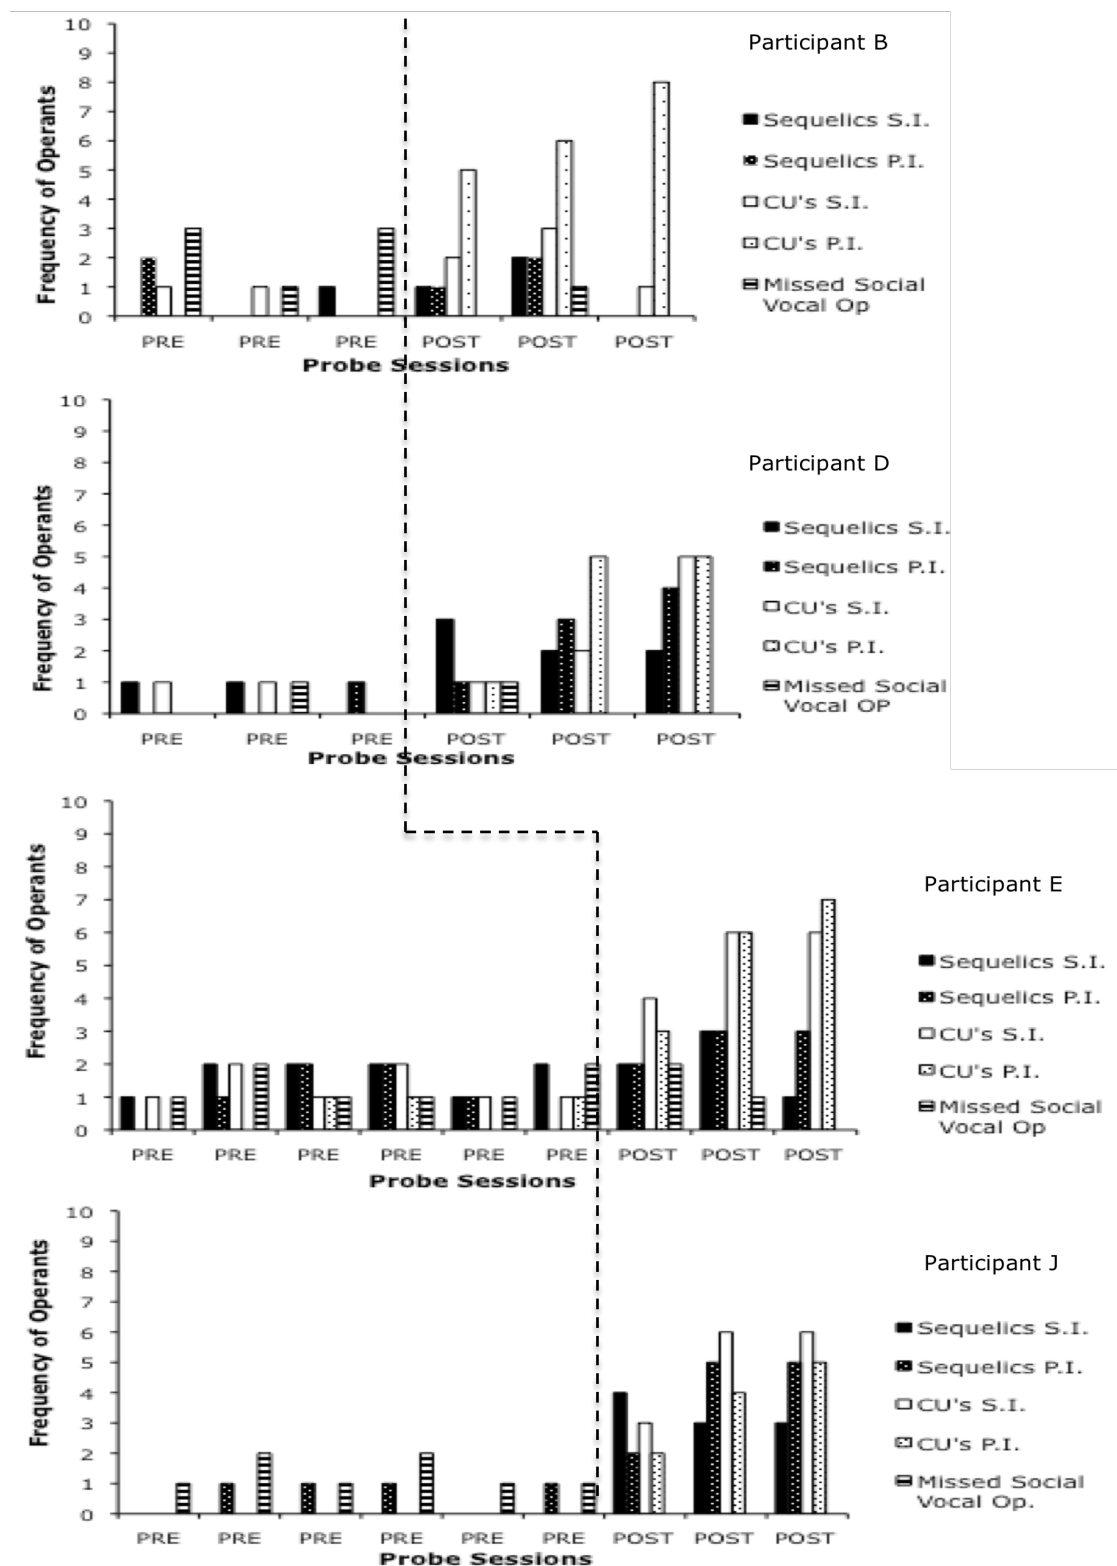 Participant B
Frequency of Operants
10
9
8
7
6
5
4
3
2
1
0
PRE PRE PRE POST POST POST
Probe Sessions
Sequelics S.I.
Sequelics P.I.
CU's S.I.
CU's P.I.
Missed Social
Vocal Op
Participant D
Frequency of Operants
10
9
8
7
6
5
4
3
2
1
0
PRE PRE PRE POST POST POST
Probe Sessions
Sequelics S.I.
Sequelics P.I.
CU's S.I.
CU's P.I.
Missed Social
Vocal OP
Participant E
Frequency of Operants
10
9
8
7
6
5
4
3
2
1
0
PRE PRE PRE PRE PRE PRE POST POST POST
Probe Sessions
Sequelics S.I.
Sequelics P.I.
CU's S.I.
CU's P.I.
Missed Social
Vocal Op
Participant J
Frequency of Operants
10
9
8
7
6
5
4
3
2
1
0
PRE PRE PRE PRE PRE PRE POST POST POST
Probe Sessions
Sequelics S.I.
Sequelics P.I.
CU's S.I.
CU's P.I.
Missed Social
Vocal Op.